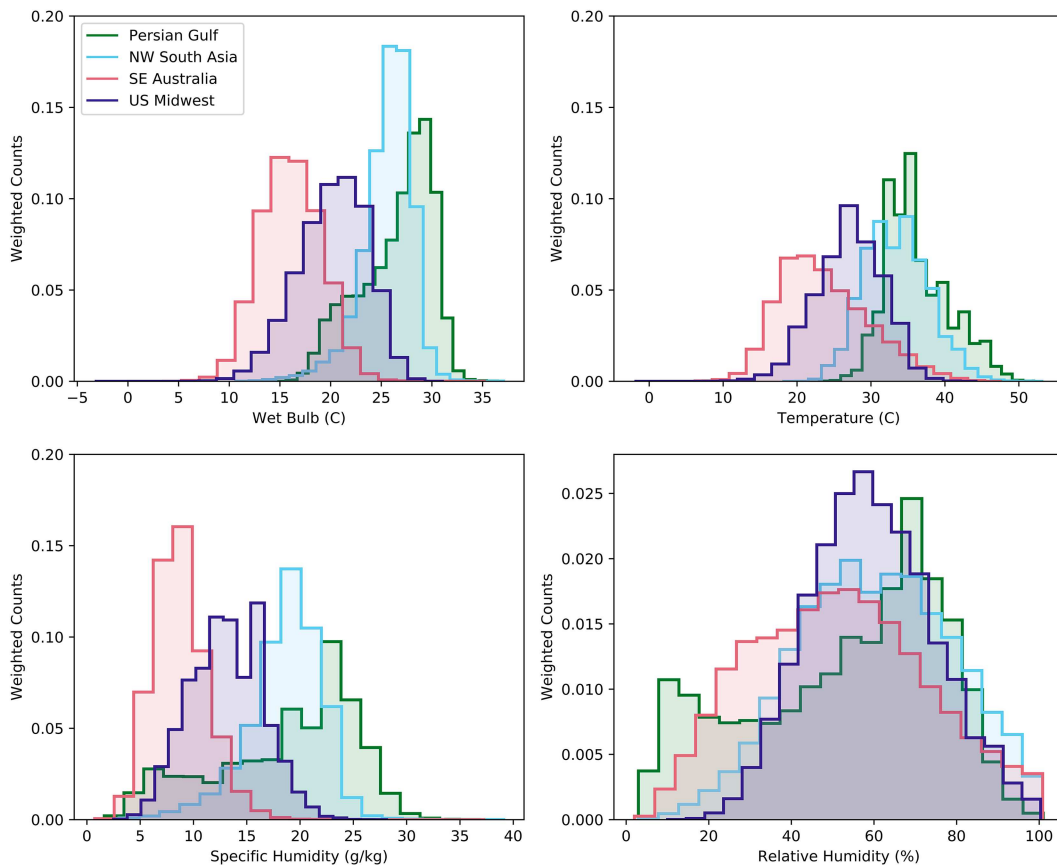 0.20
0.15
0.10
0.05
0.00
Weighted Counts
Persian Gulf
NW South Asia
SE Australia
US Midwest
−5 0 5 10 15 20 25 30 35
Wet Bulb (C)
0.20
0.15
0.10
0.05
0.00
Weighted Counts
0 10 20 30 40 50
Temperature (C)
0.20
0.15
0.10
0.05
0.00
Weighted Counts
0 5 10 15 20 25 30 35 40
Specific Humidity (g/kg)
0.025
0.020
0.015
0.010
0.005
0.000
Weighted Counts
0 20 40 60 80 100
Relative Humidity (%)